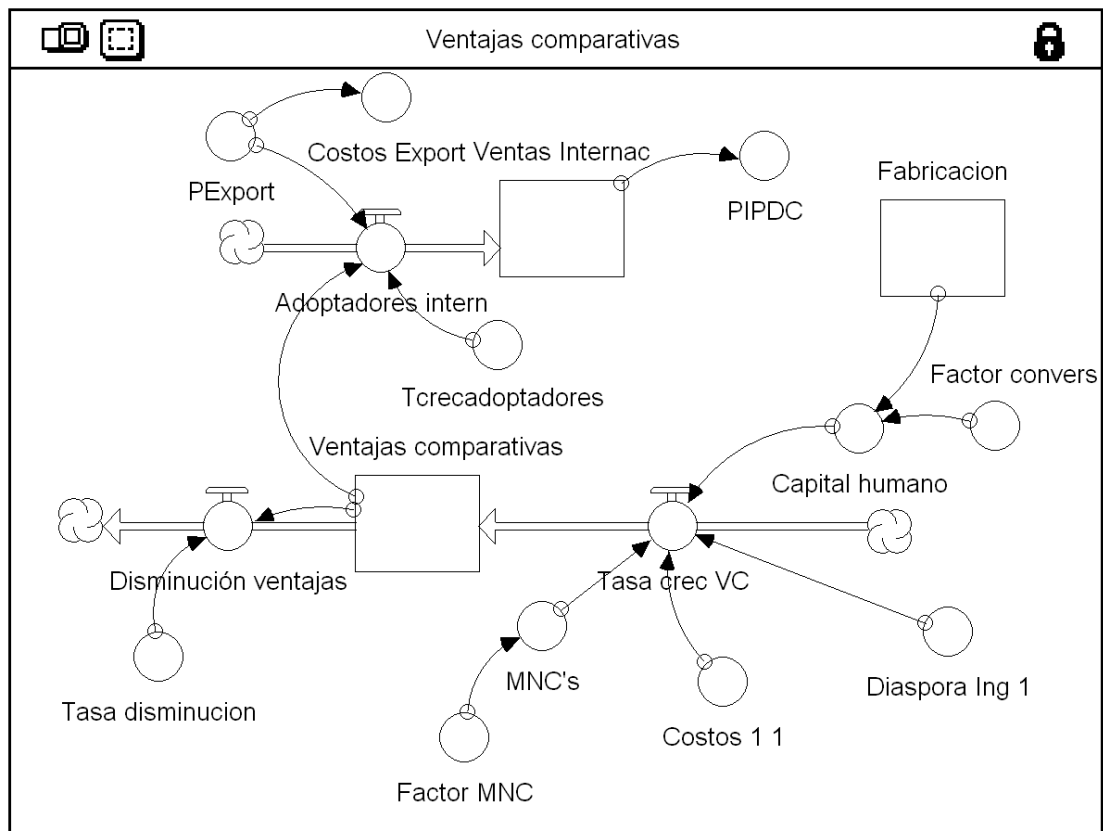 Ventajas comparativas
Costos Export
Ventas Internac
PExport
PIPDC
Fabricacion
Adoptadores intern
Tcrecadoptadores
Factor convers
Ventajas comparativas
Capital humano
Disminución ventajas
Tasa crec VC
MNC's
Diaspora Ing 1
Tasa disminucion
Costos 1 1
Factor MNC